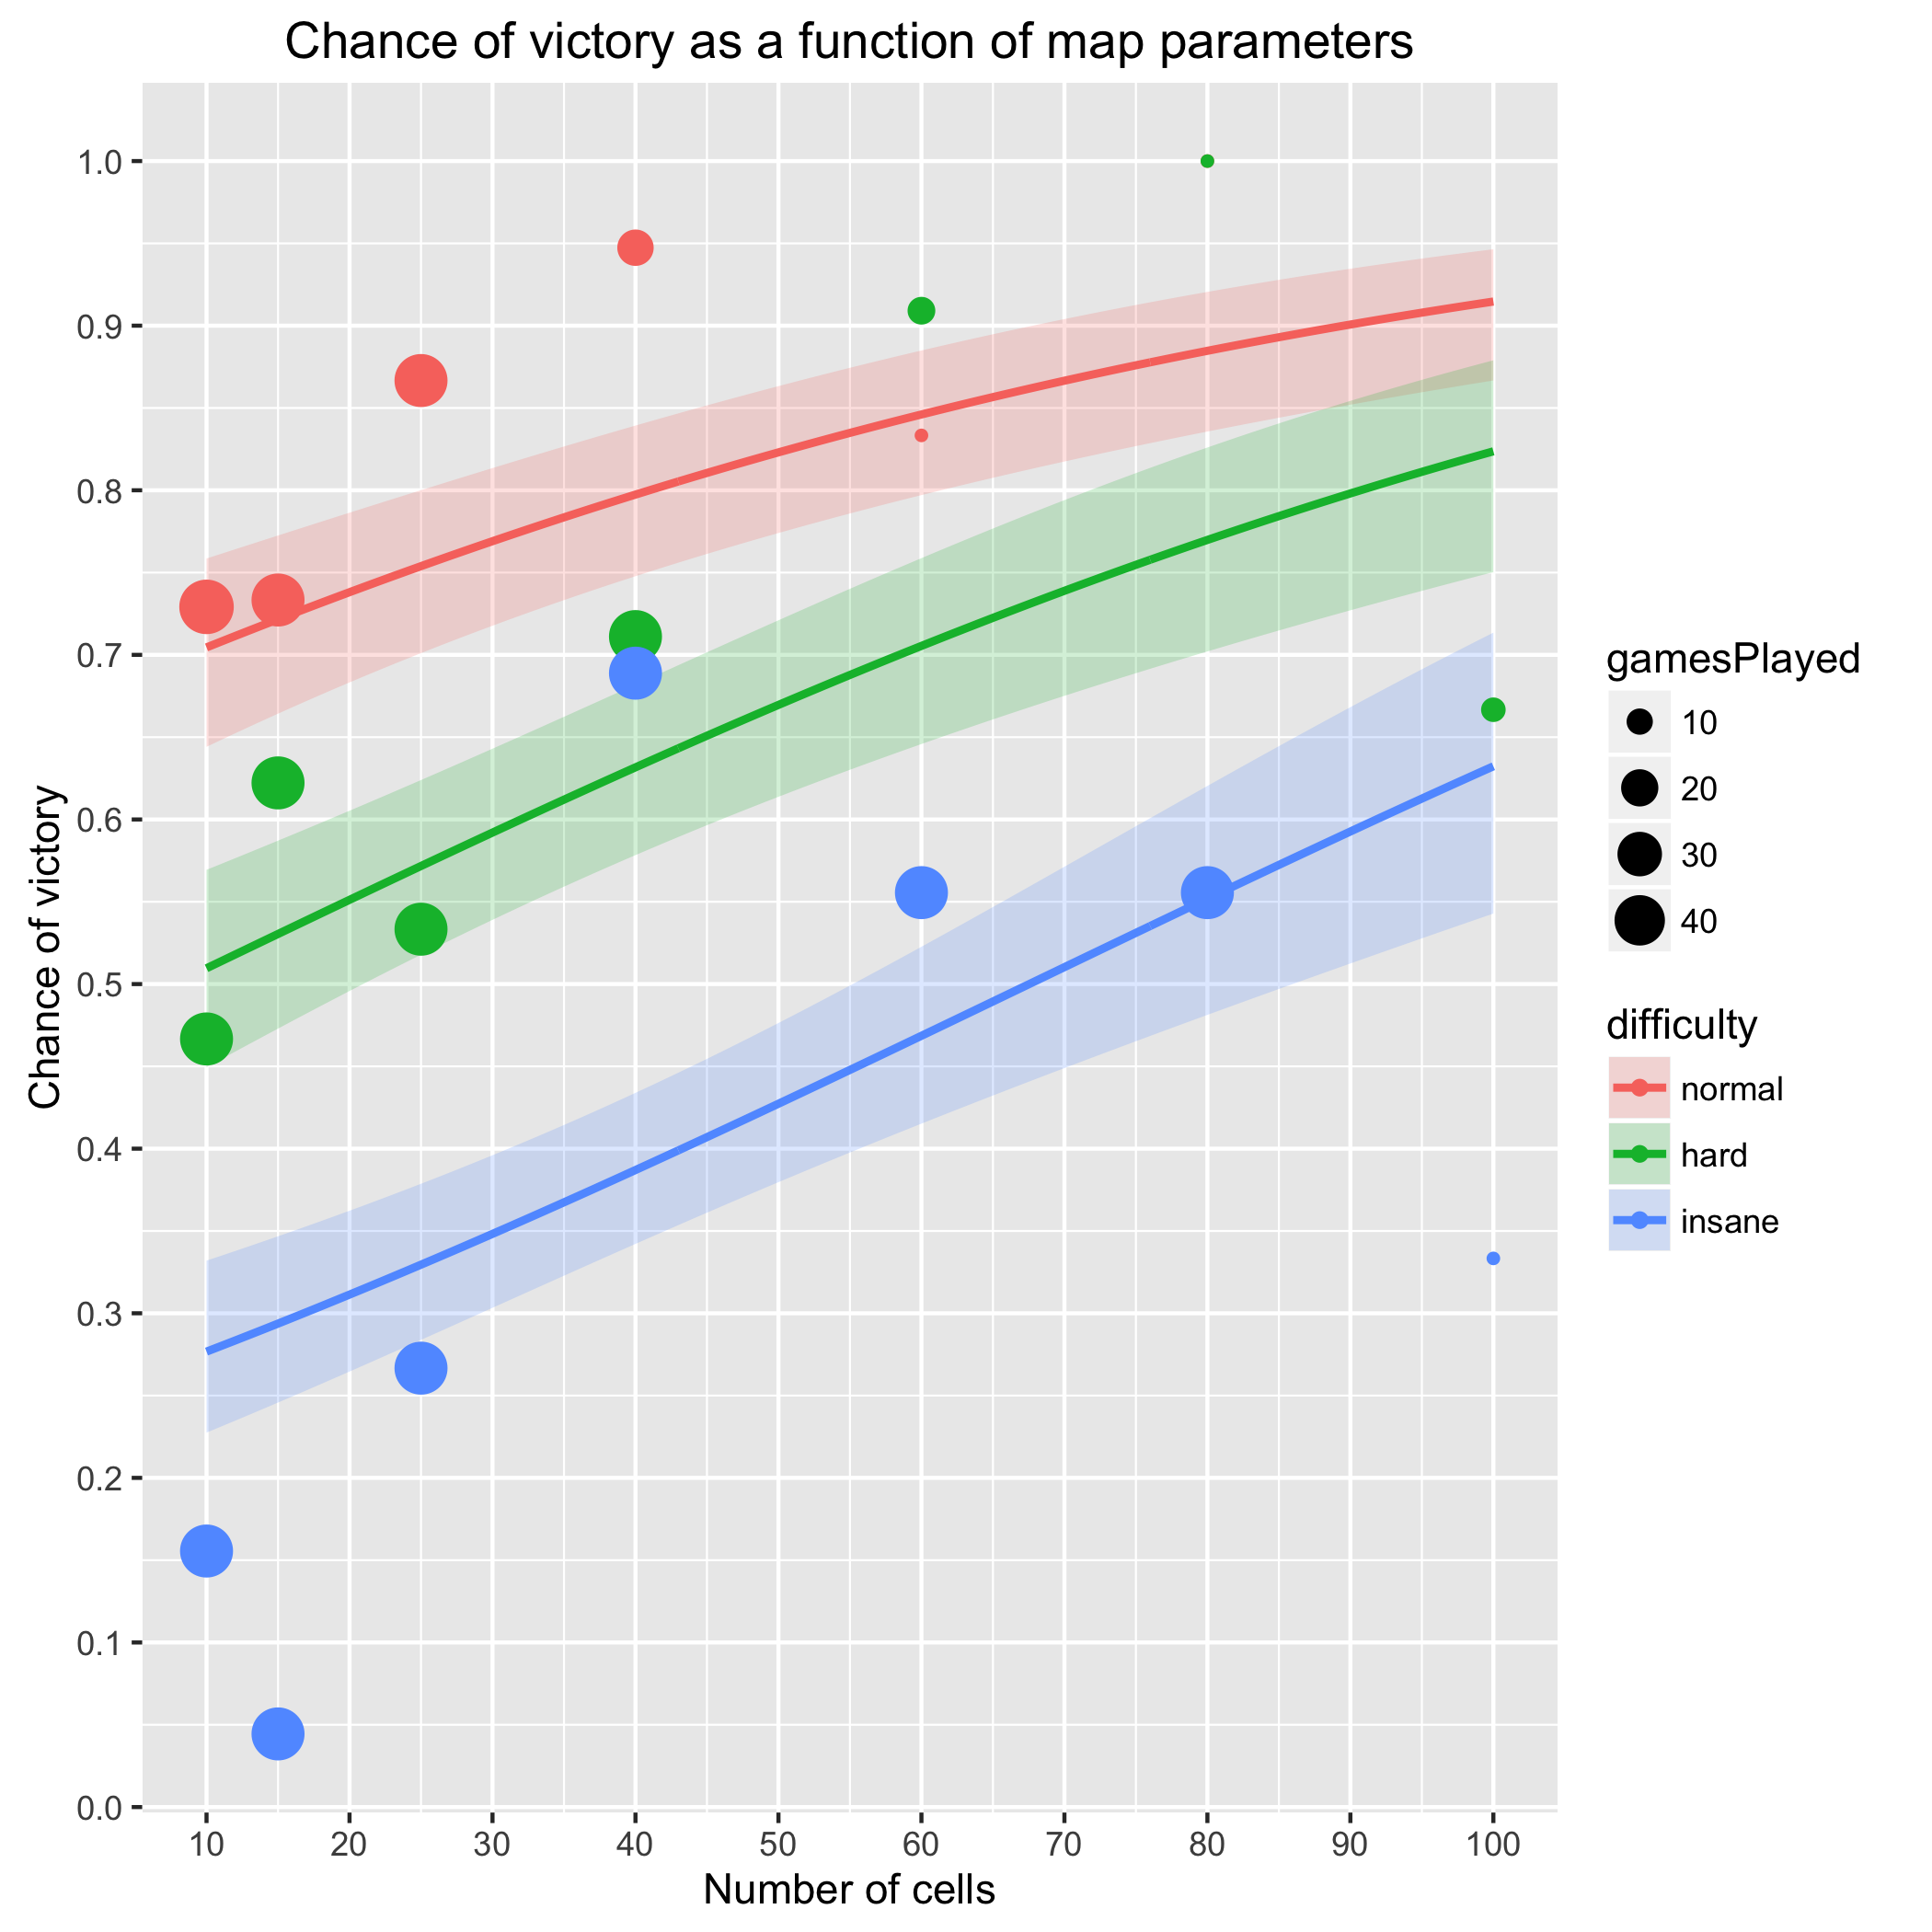 Chance of victory as a function of map parameters
Chance of victory
1.0
0.9
0.8
0.7
0.6
0.5
0.4
0.3
0.2
0.1
0.0
10 20 30 40 50 60 70 80 90 100
Number of cells
gamesPlayed
10
20
30
40
difficulty
normal
hard
insane